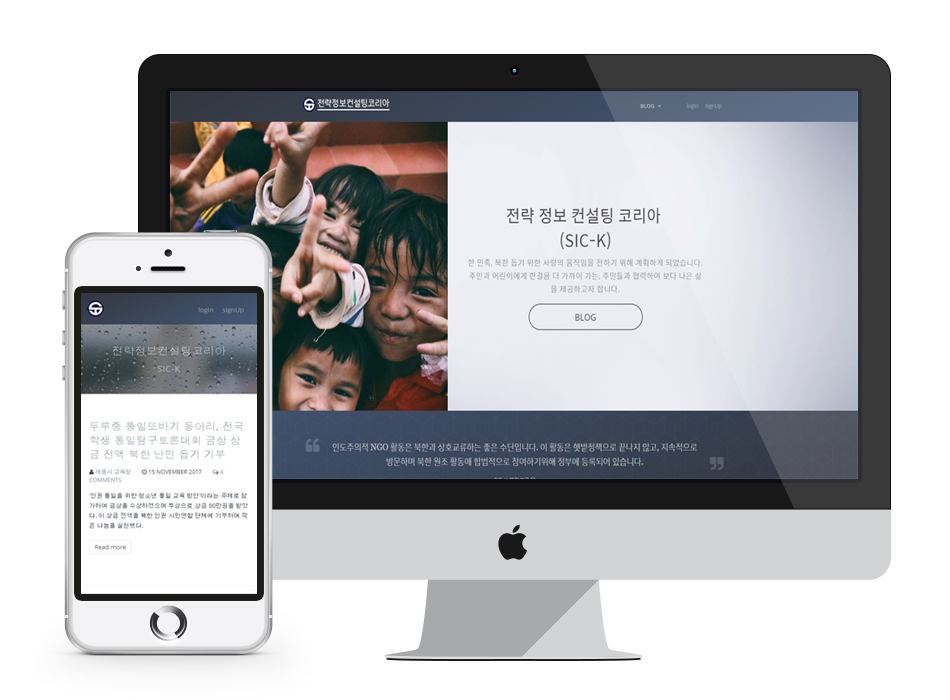 전략정보컨설팅코리아
BLOG
login signUp
전략 정보 컨설팅 코리아
(SIC-K)
한 민족, 북한 돕기 위한 사랑의 움직임을 전하기 위해 계획하게 되었습니다.
주민과 어린이에게 한걸음 더 가까이 가는, 주민들과 협력하여 보다 나은 삶
을 제공하고자 합니다.
BLOG
“ 인도주의적 NGO 활동은 북한과 상호교류하는 좋은 수단입니다. 이 활동은 햇볕정책으로 끝나지 않고, 지속적으로
방문하며 북한 원조 활동에 합법적으로 참여하기위해 정부에 등록되어 있습니다. ”
login signUp
전략정보컨설팅코리아
SIC-K
두루중 통일또바기 동아리, 전국
학생 통일탐구토론대회 금상 상
금 전액 북한 난민 돕기 기부
세종시 교육청 15 NOVEMBER 2017 4
COMMENTS
'인권 통일을 위한 청소년 통일 교육 방안'이라는 주제로 참
가하여 금상을 수상하였으며 부상으로 상금 80만원을 받았
다. 이 상금 전액을 북한 인권 시민연합 단체에 기부하여 작
은 나눔을 실천했다.
Read more